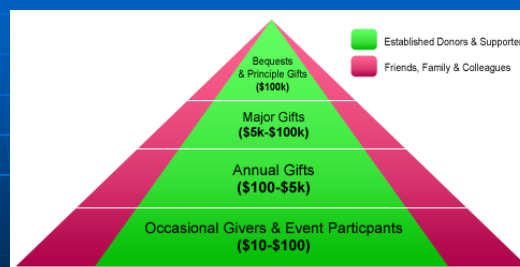 Bequests
& Principle Gifts
($100k)
Major Gifts
($5k-$100k)
Annual Gifts
($100-$5k)
Occasional Givers & Event Particpants
($10-$100)
Established Donors & Supporter
Friends, Family & Colleagues